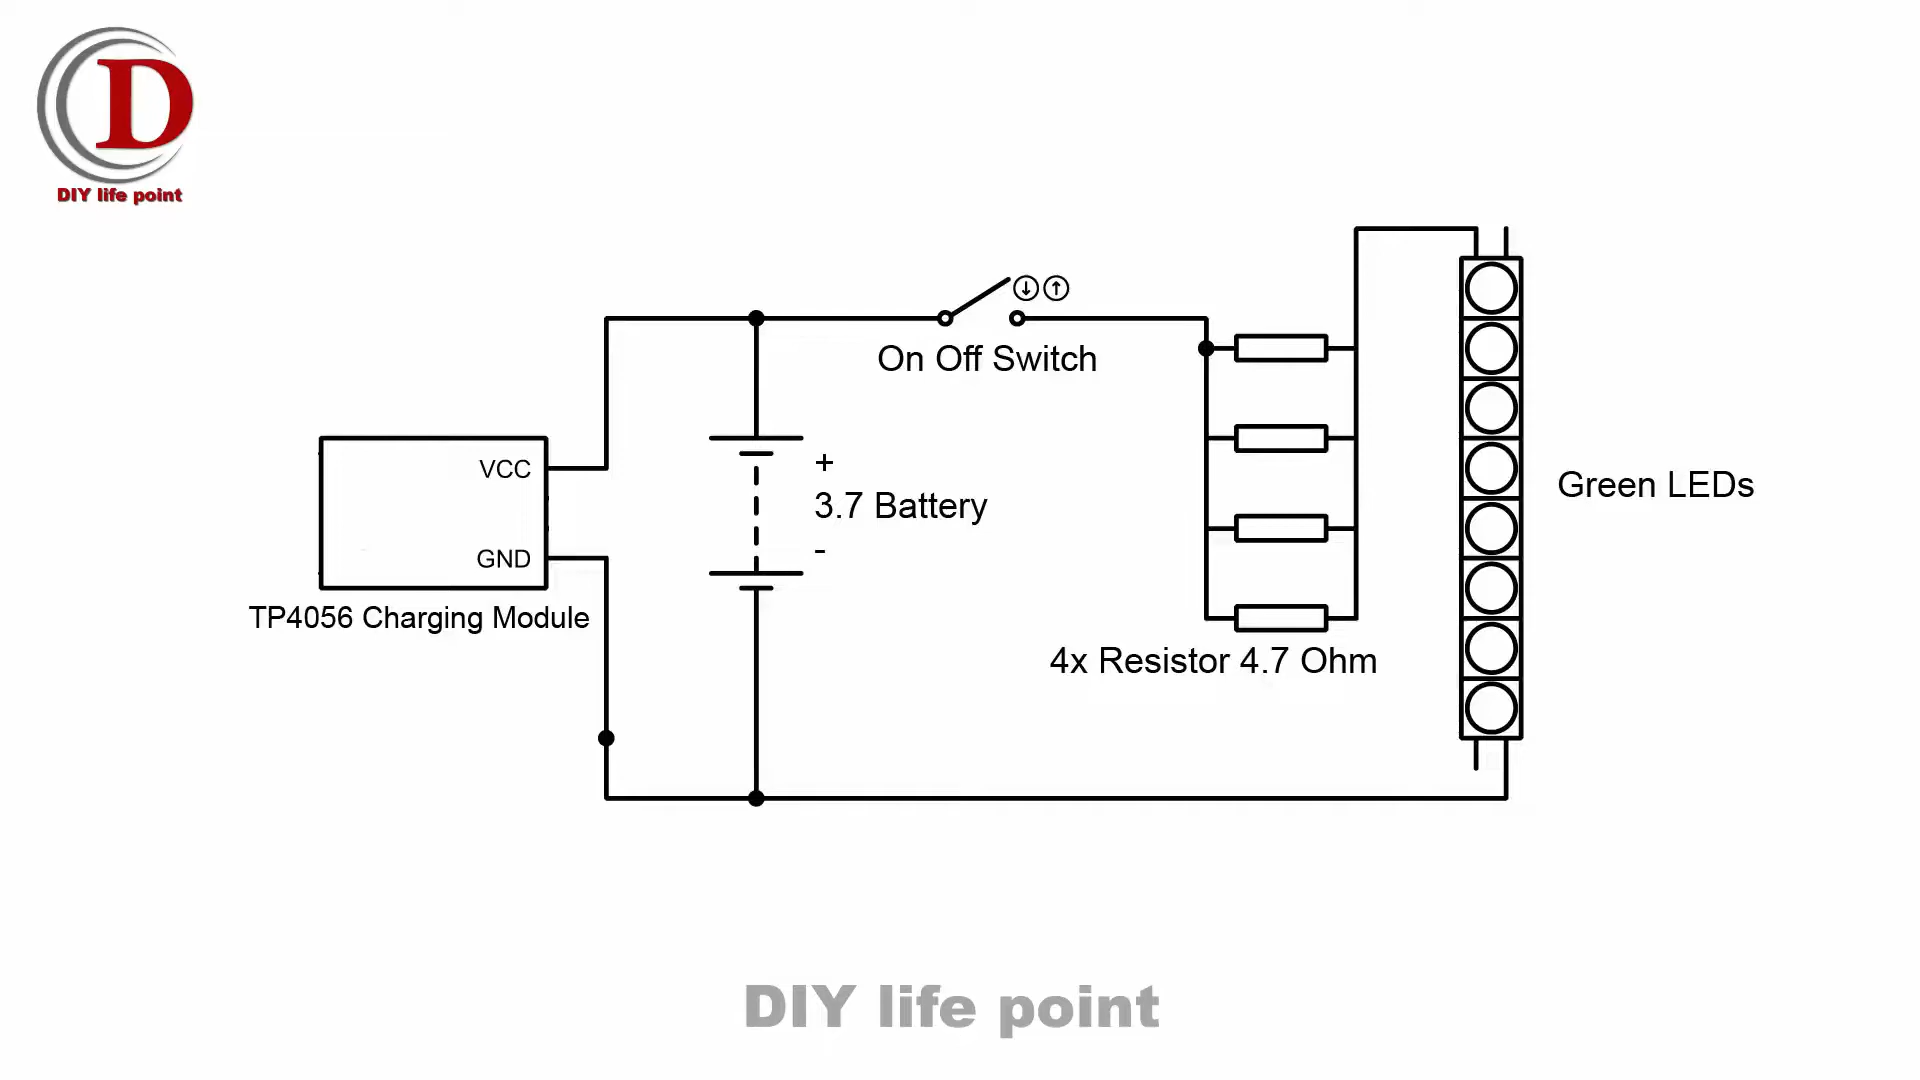 D
DIY life point
On Off Switch
VCC
+
3.7 Battery
-
GND
TP4056 Charging Module
Green LEDs
4x Resistor 4.7 Ohm
DIY life point